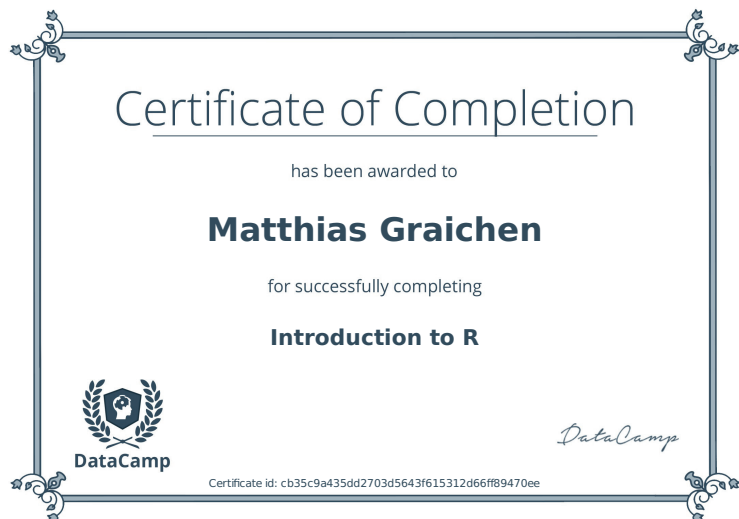 Certificate of Completion
has been awarded to
Matthias Graichen
for successfully completing
Introduction to R
DataCamp
DataCamp
Certificate id: cb35c9a435dd2703d5643f615312d66ff89470ee